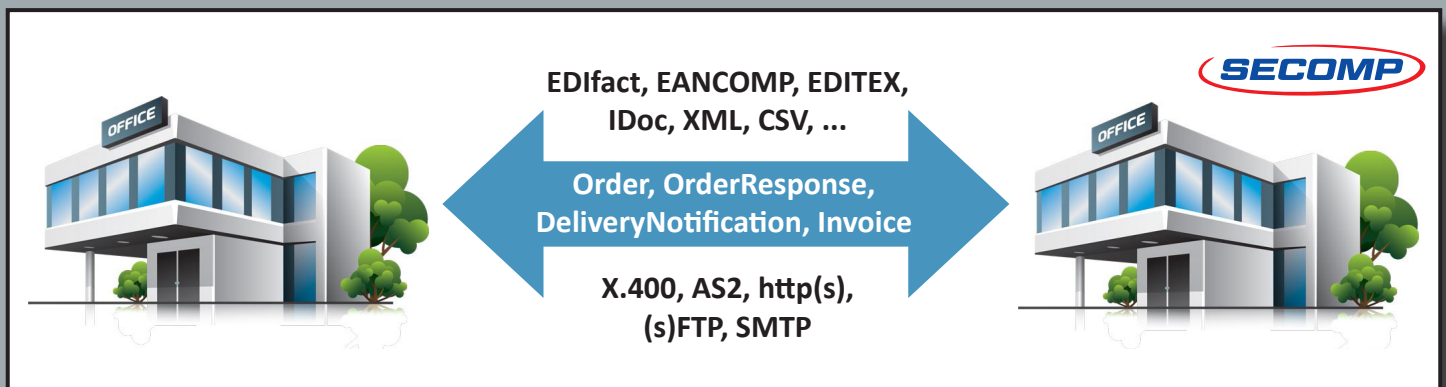 EDIfact, EANCOMP, EDITEX,
IDoc, XML, CSV, ...
SECOMP
OFFICE
OFFICE
Order, OrderResponse,
DeliveryNotification, Invoice
X.400, AS2, http(s),
(s)FTP, SMTP